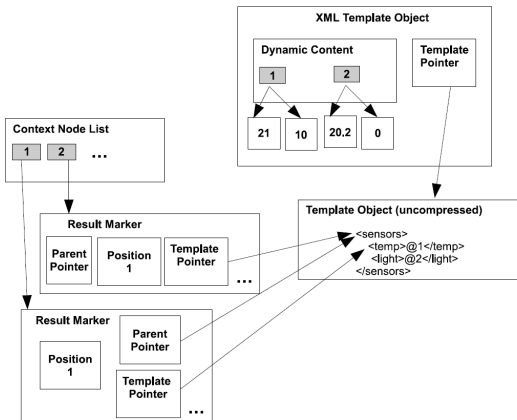 XML Template Object
Dynamic Content
1
2
Template
Pointer
21
10
20.2
0
Context Node List
1
2
...
Result Marker
Parent
Pointer
Position
1
Template
Pointer
...
Template Object (uncompressed)
<sensors>
<temp>@1</temp>
<light>@2</light>
</sensors>
Result Marker
Position
1
Parent
Pointer
Template
Pointer
...